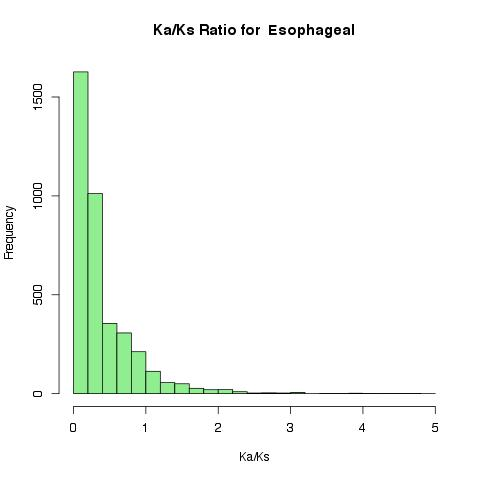 Ka/Ks Ratio for Esophageal
Frequency
1500
1000
500
0
0 1 2 3 4 5
Ka/Ks